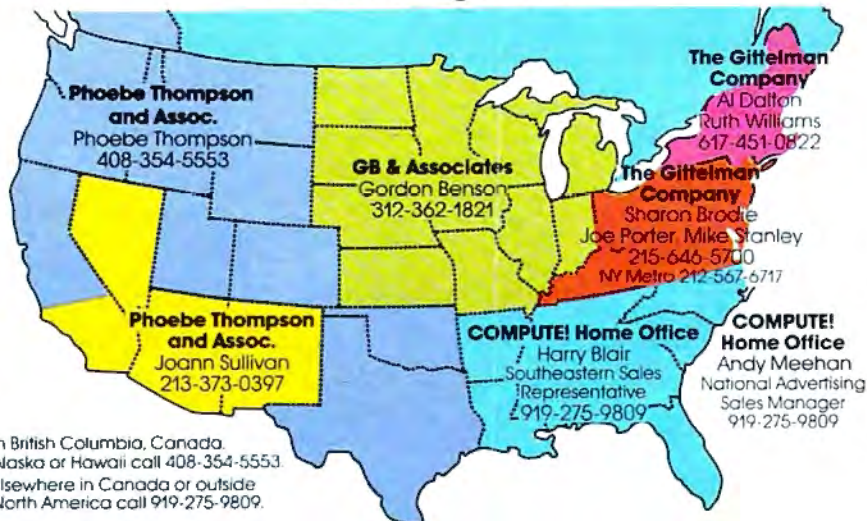 Phoebe Thompson
and Assoc.
Phoebe Thompson
408-354-5553
GB & Associates
Gordon Benson
312-362-1821
The Gittelman
Company
Al Dalton
Ruth Williams
617-451-0822
The Gittelman
Company
Sharon Brodie
Joe Porter, Mike Stanley
215-646-5700
NY Metro 212-567-6717
Phoebe Thompson
and Assoc.
Joann Sullivan
213-373-0397
COMPUTE! Home Office
Harry Blair
Southeastern Sales
Representative
919-275-9809
COMPUTE!
Home Office
Andy Meehan
National Advertising
Sales Manager
919-275-9809
n British Columbia, Canada.
laska or Hawaii call 408-354-5553.
lsewhere in Canada or outside
North America call 919-275-9809.